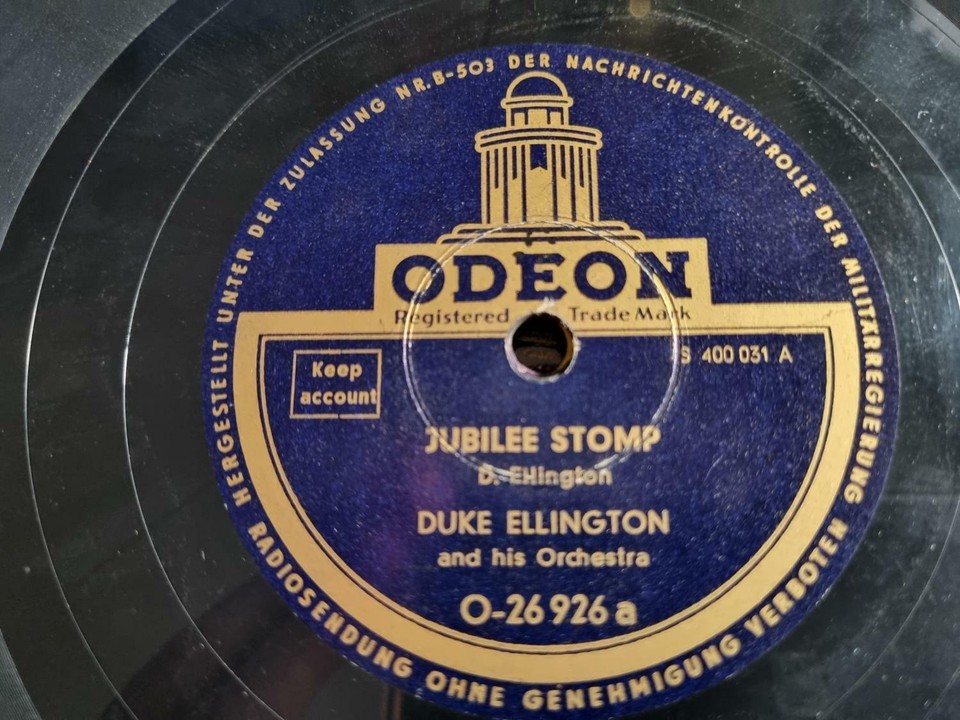 HERGESTELLT UNTER DER ZULASSUNG NR. B-503 DER NACHRICHTENKONTROLLE DER MILITÄRREGIERUNG
ODEON
Registered Trade Mark
Keep
account
S 400 031 A
JUBILEE STOMP
D. Ellington
DUKE ELLINGTON
and his Orchestra
O-26 926 a
RADIOSENDUNG OHNE GENEHMIGUNG VERBOTEN